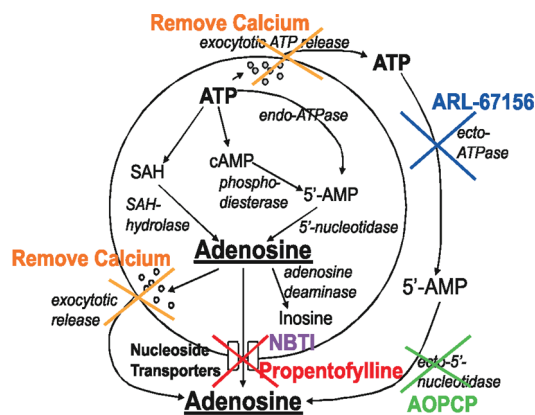 Remove Calcium
exocytotic ATP release
ATP
ATP
ARL-67156
endo-ATPase
ecto-
ATPase
SAH
cAMP
phospho-
diesterase
5'-AMP
SAH-
hydrolase
5'-nucleotidase
Adenosine
Remove Calcium
adenosine
deaminase
5'-AMP
exocytotic
release
Inosine
Nucleoside
Transporters
NBTI
Propentofylline
ecto-5'-
nucleotidase
Adenosine
AOPCP